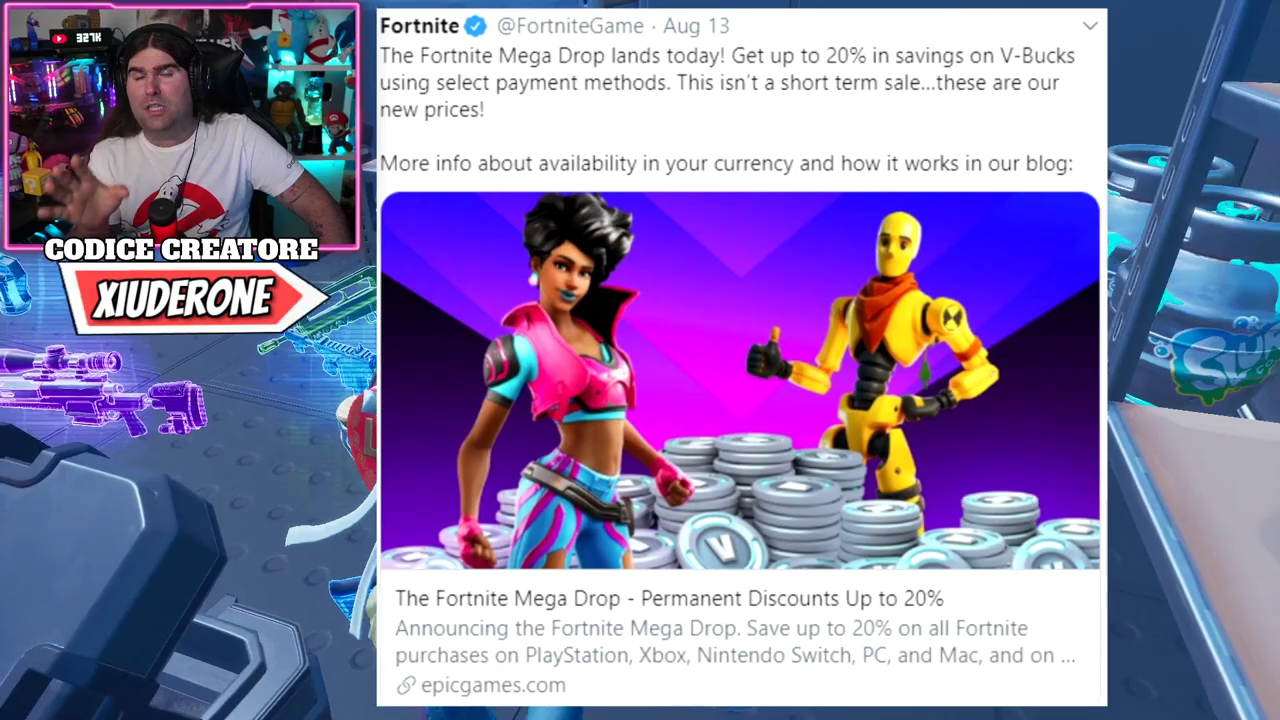 327K
CODICE CREATORE
XIUDERONE
Fortnite @FortniteGame · Aug 13
The Fortnite Mega Drop lands today! Get up to 20% in savings on V-Bucks
using select payment methods. This isn’t a short term sale...these are our
new prices!
More info about availability in your currency and how it works in our blog:
V
The Fortnite Mega Drop - Permanent Discounts Up to 20%
Announcing the Fortnite Mega Drop. Save up to 20% on all Fortnite
purchases on PlayStation, Xbox, Nintendo Switch, PC, and Mac, and on ...
epicgames.com